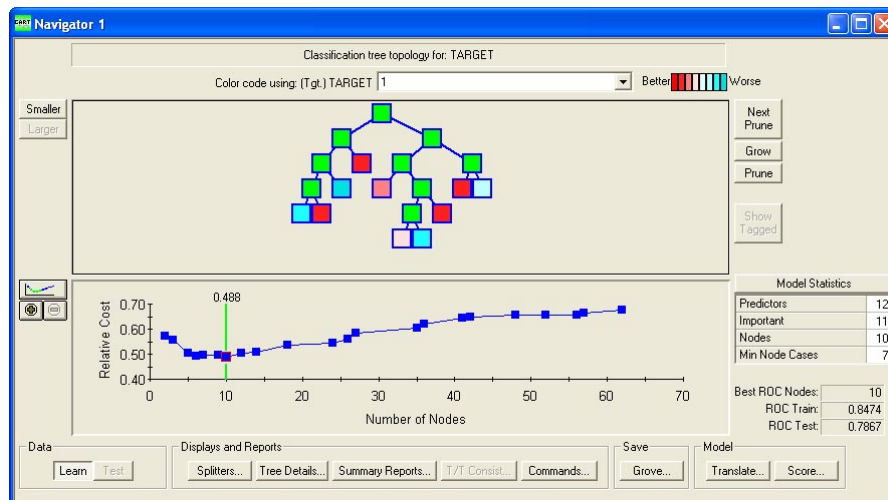 CART
Navigator 1
Classification tree topology for: TARGET
Color code using: (Tgt.) TARGET 1
Better Worse
Smaller
Larger
Next Prune
Grow
Prune
Show Tagged
0.488
Relative Cost
0.70
0.60
0.50
0.40
0 10 20 30 40 50 60 70
Number of Nodes
Model Statistics
Predictors 12
Important 11
Nodes 10
Min Node Cases 7
Best ROC Nodes: 10
ROC Train: 0.8474
ROC Test: 0.7867
Data
Learn Test
Displays and Reports
Splitters... Tree Details... Summary Reports... T/T Consist... Commands...
Save
Grove...
Model
Translate... Score...